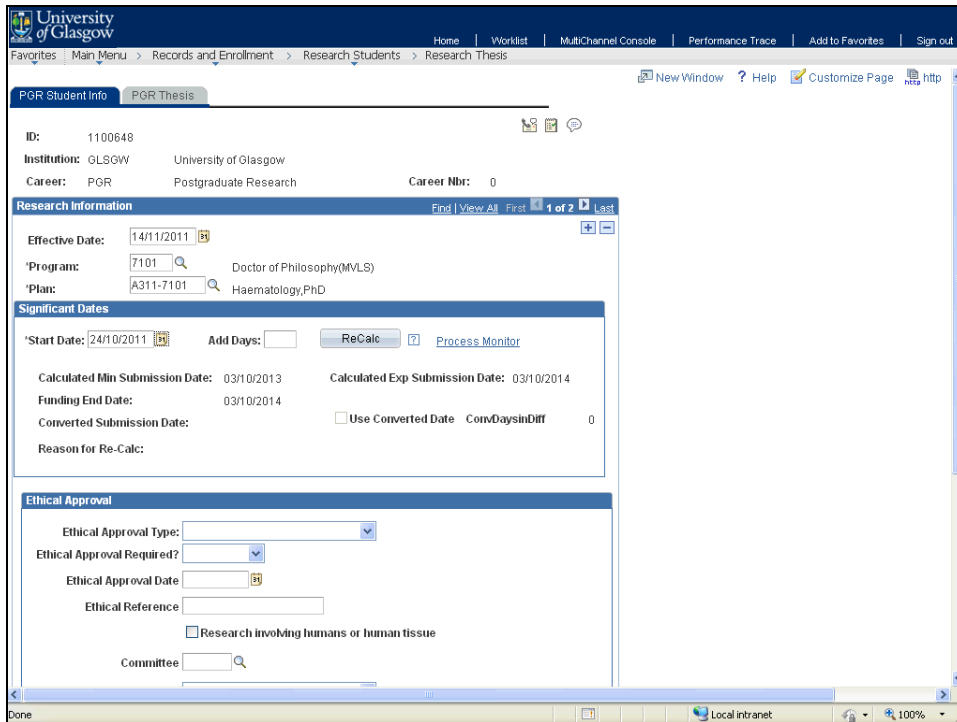 University
of Glasgow
Home | Worklist | MultiChannel Console | Performance Trace | Add to Favorites | Sign out
Favorites Main Menu > Records and Enrollment > Research Students > Research Thesis
New Window ? Help Customize Page http
PGR Student Info PGR Thesis
ID: 1100648
Institution: GLSGW University of Glasgow
Career: PGR Postgraduate Research Career Nbr: 0
Research Information Find | View All First 1 of 2 Last
Effective Date: 14/11/2011
*Program: 7101 Doctor of Philosophy(MVLS)
*Plan: A311-7101 Haematology,PhD
Significant Dates
*Start Date: 24/10/2011 Add Days: ReCalc ? Process Monitor
Calculated Min Submission Date: 03/10/2013 Calculated Exp Submission Date: 03/10/2014
Funding End Date: 03/10/2014
Converted Submission Date: Use Converted Date ConvDaysinDiff 0
Reason for Re-Calc:
Ethical Approval
Ethical Approval Type:
Ethical Approval Required?
Ethical Approval Date
Ethical Reference
Research involving humans or human tissue
Committee
Done Local intranet 100%